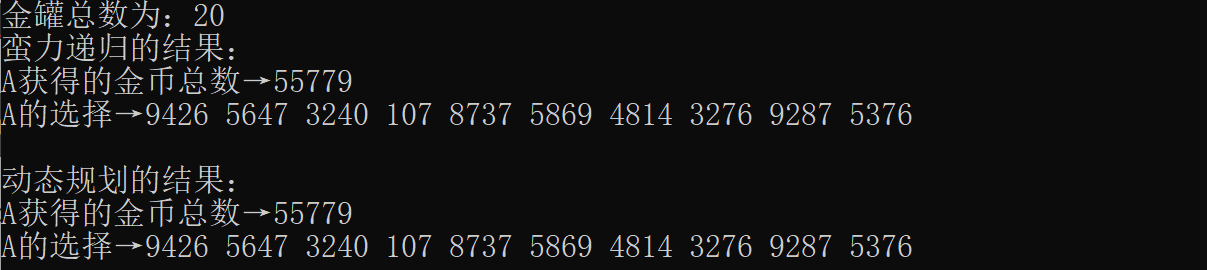 金罐总数为：20
蛮力递归的结果：
A获得的金币总数→55779
A的选择→9426 5647 3240 107 8737 5869 4814 3276 9287 5376
动态规划的结果：
A获得的金币总数→55779
A的选择→9426 5647 3240 107 8737 5869 4814 3276 9287 5376